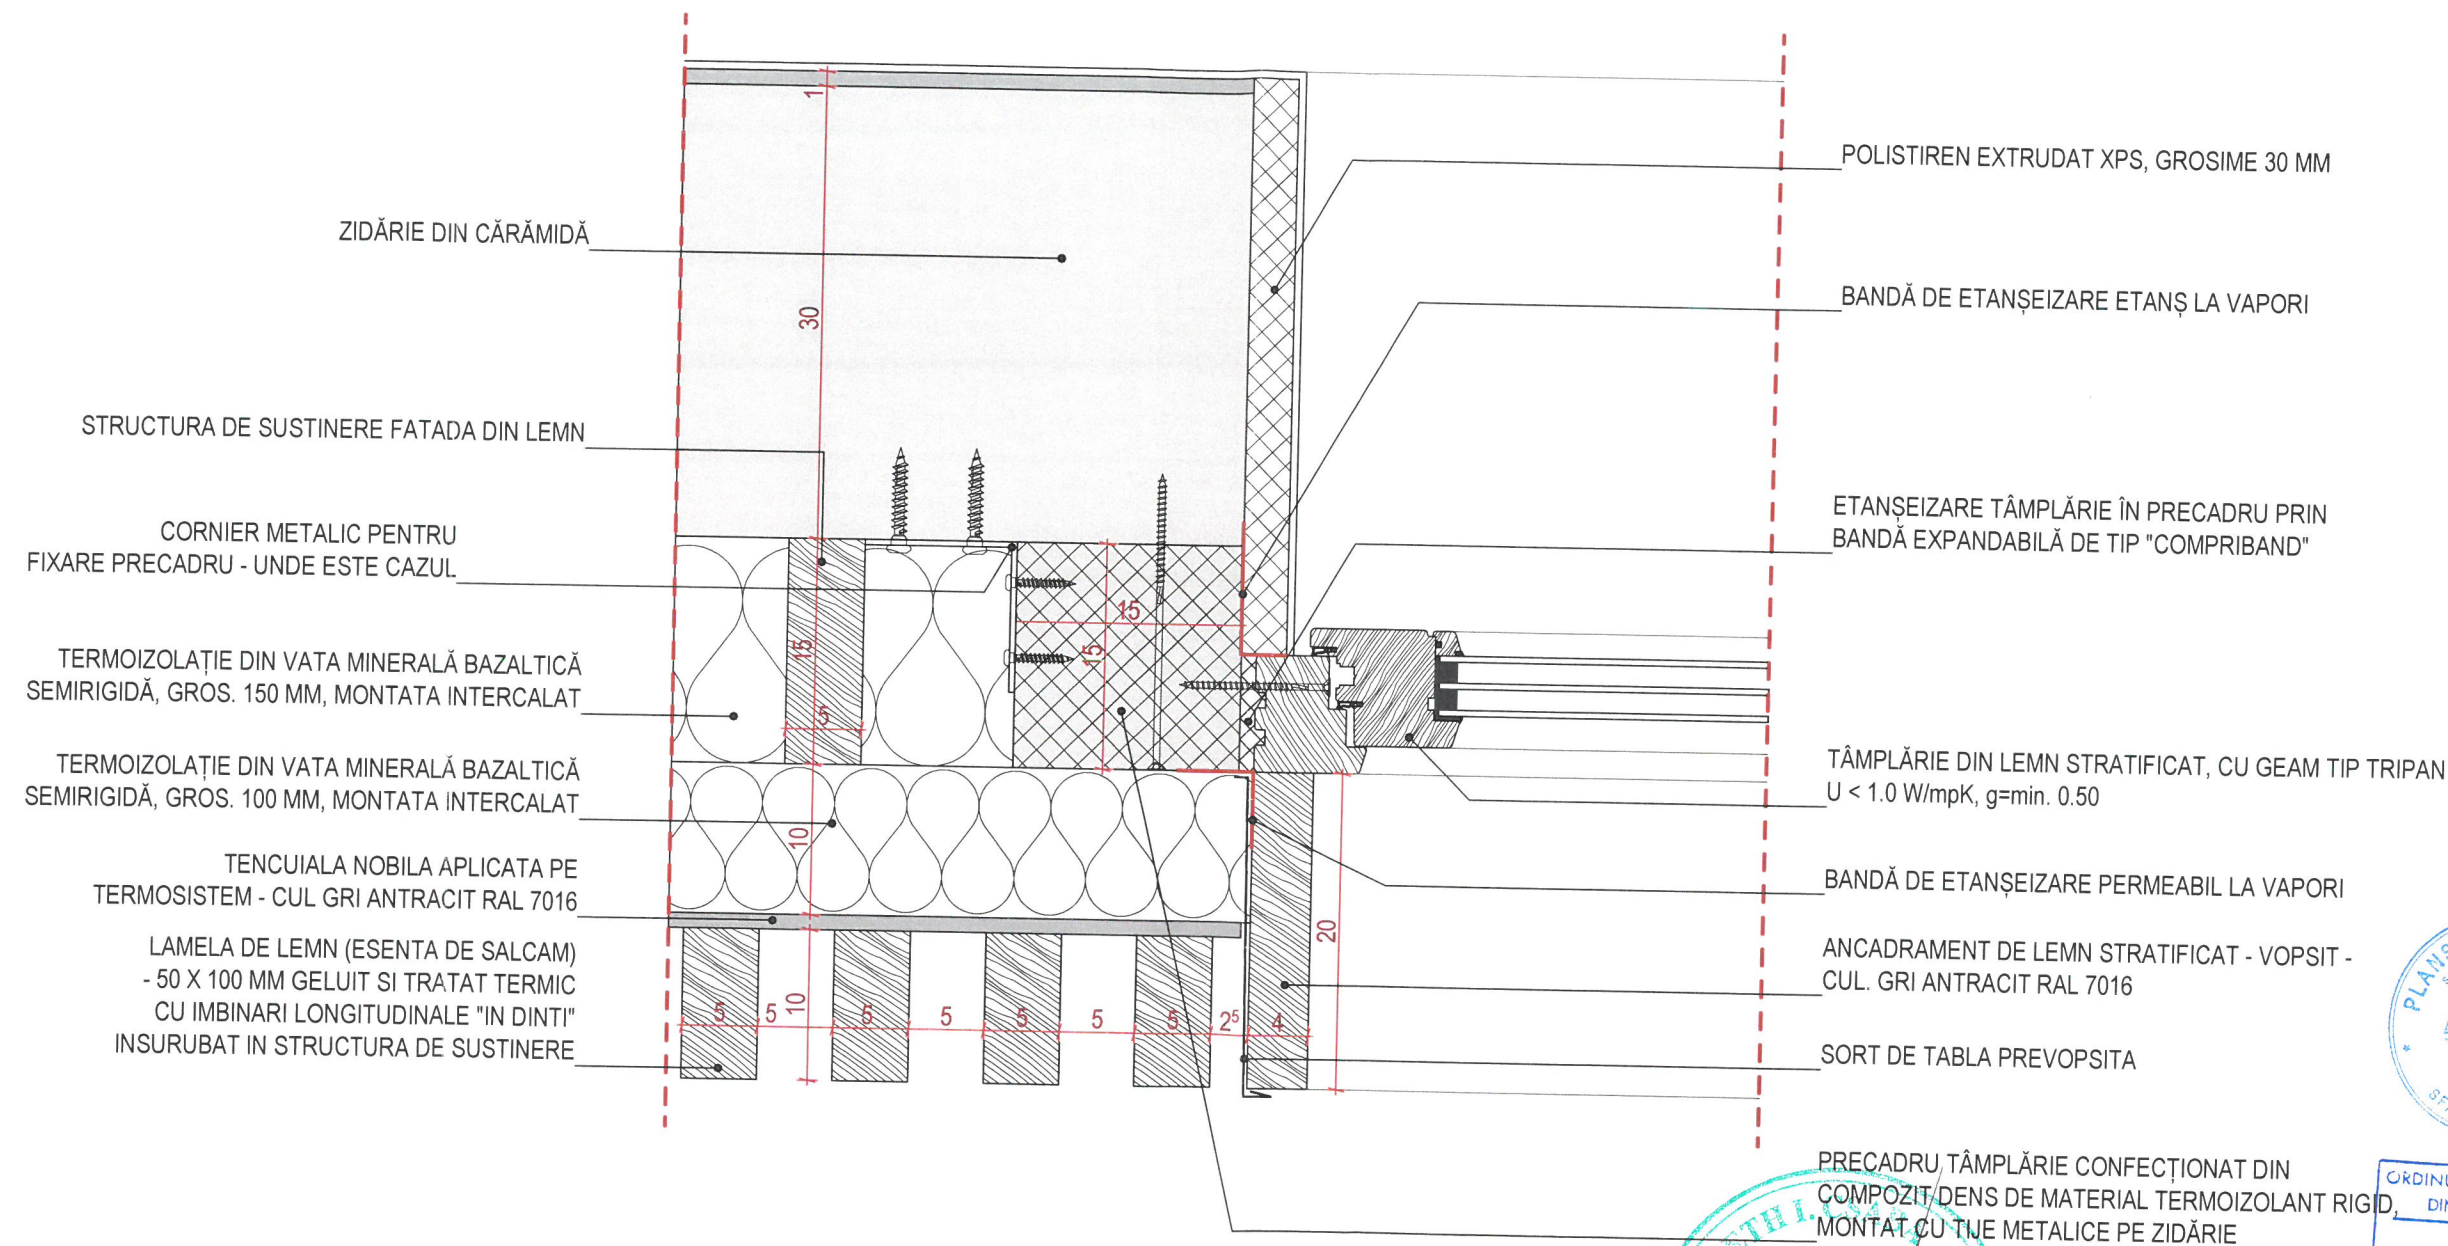 ZIDĂRIE DIN CĂRĂMIDĂ
STRUCTURA DE SUSTINERE FATADA DIN LEMN
CORNIER METALIC PENTRU
FIXARE PRECADRU - UNDE ESTE CAZUL
TERMOIZOLAȚIE DIN VATA MINERALĂ BAZALTICĂ
SEMIRIGIDĂ, GROS. 150 MM, MONTATA INTERCALAT
TERMOIZOLAȚIE DIN VATA MINERALĂ BAZALTICĂ
SEMIRIGIDĂ, GROS. 100 MM, MONTATA INTERCALAT
TENCUIALA NOBILA APLICATA PE
TERMOSISTEM - CUL GRI ANTRACIT RAL 7016
LAMELA DE LEMN (ESENTA DE SALCAM)
- 50 X 100 MM GELUIT SI TRATAT TERMIC
CU IMBINARI LONGITUDINALE "IN DINTI"
INSURUBAT IN STRUCTURA DE SUSTINERE
1
30
15
5
15
15
10
10
5 5 5 5 5 5 5 2⁵ 4
20
POLISTIREN EXTRUDAT XPS, GROSIME 30 MM
BANDĂ DE ETANȘEIZARE ETANȘ LA VAPORI
ETANȘEIZARE TÂMPLĂRIE ÎN PRECADRU PRIN
BANDĂ EXPANDABILĂ DE TIP "COMPRIBAND"
TÂMPLĂRIE DIN LEMN STRATIFICAT, CU GEAM TIP TRIPAN
U < 1.0 W/mpK, g=min. 0.50
BANDĂ DE ETANȘEIZARE PERMEABIL LA VAPORI
ANCADRAMENT DE LEMN STRATIFICAT - VOPSIT -
CUL. GRI ANTRACIT RAL 7016
SORT DE TABLA PREVOPSITA
PRECADRU TÂMPLĂRIE CONFECȚIONAT DIN
COMPOZIT DENS DE MATERIAL TERMOIZOLANT RIGID,
MONTAT CU TIJE METALICE PE ZIDĂRIE
PLANS
ETH I. CSABA
ORDINU
DIN